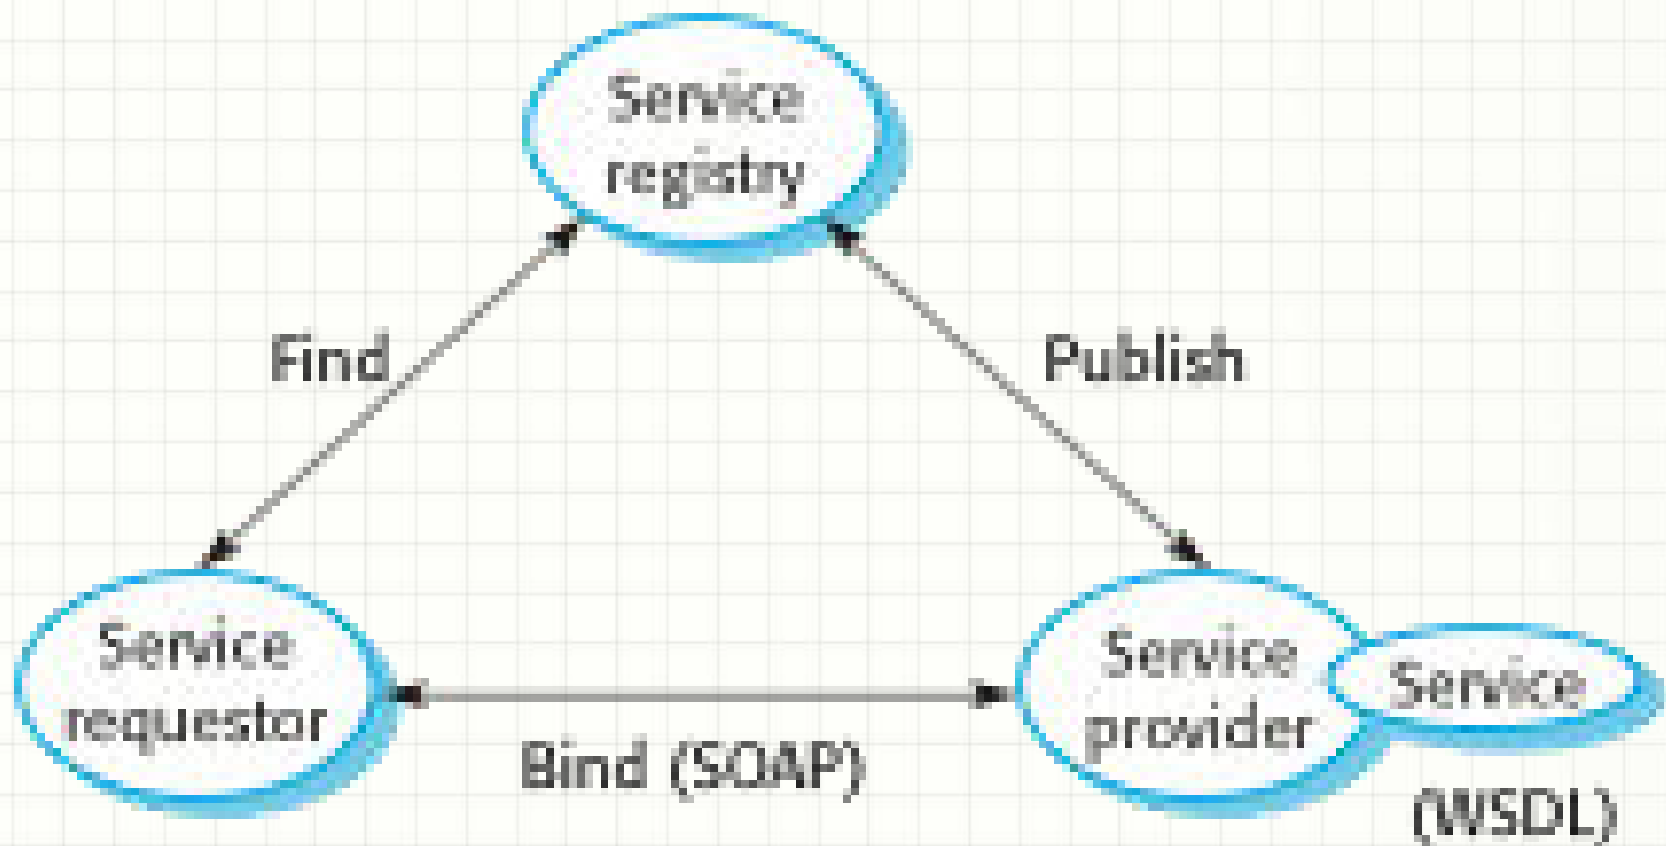 Service
registry
Find
Publish
Service
requestor
Service
provider
Service
Bind (SOAP)
(WSDL)